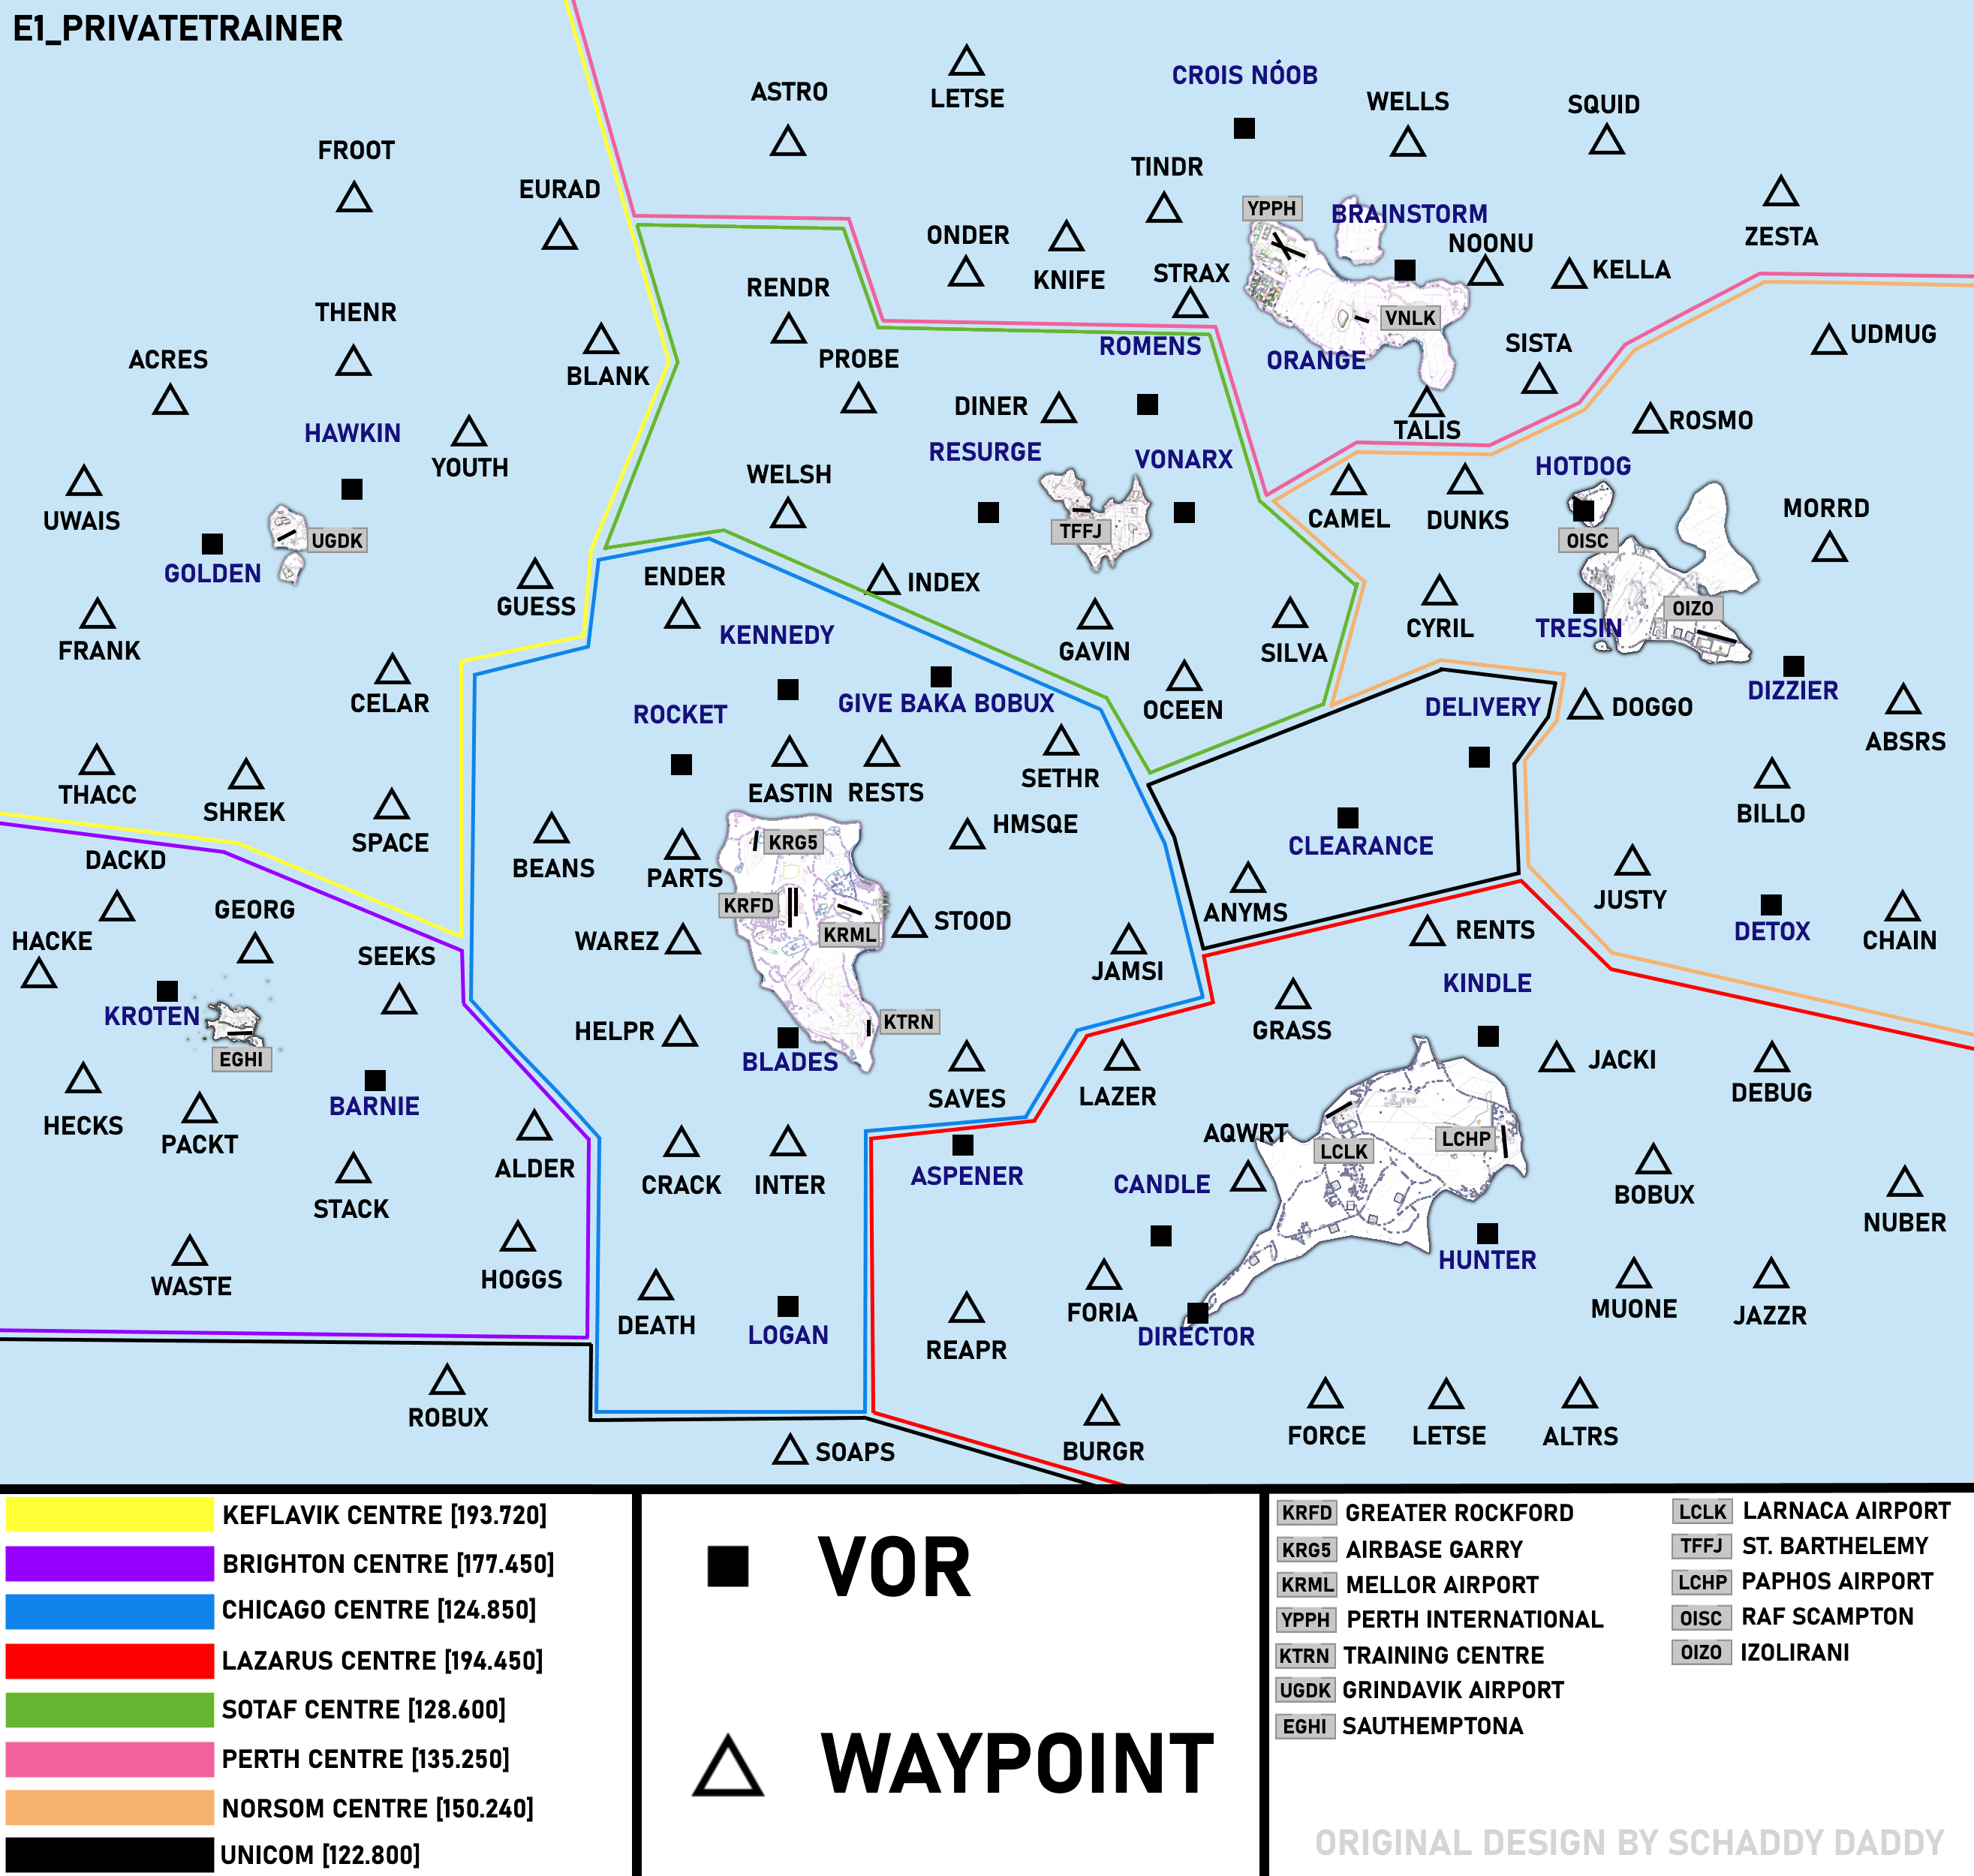 E1_PRIVATETRAINER
ASTRO
LETSE
CROIS NÓOB
WELLS
SQUID
FROOT
EURAD
TINDR
YPPH
BRAINSTORM
ZESTA
ONDER
KNIFE
STRAX
NOONU
KELLA
THENR
RENDR
VNLK
UDMUG
ACRES
BLANK
PROBE
ROMENS
ORANGE
SISTA
HAWKIN
YOUTH
DINER
TALIS
ROSMO
UWAIS
WELSH
RESURGE
VONARX
HOTDOG
CAMEL
DUNKS
MORRD
UGDK
TFFJ
OISC
GOLDEN
GUESS
ENDER
INDEX
OIZO
FRANK
KENNEDY
GAVIN
SILVA
CYRIL
TRESIN
CELAR
ROCKET
GIVE BAKA BOBUX
OCEEN
DELIVERY
DOGGO
DIZZIER
ABSRS
THACC
SHREK
SPACE
EASTIN
RESTS
SETHR
BILLO
DACKD
BEANS
PARTS
KRG5
HMSQE
CLEARANCE
HACKE
GEORG
SEEKS
WAREZ
KRFD
KRML
STOOD
JAMSI
ANYMS
RENTS
JUSTY
DETOX
CHAIN
KROTEN
EGHI
HELPR
KTRN
BLADES
GRASS
KINDLE
JACKI
HECKS
PACKT
BARNIE
SAVES
LAZER
DEBUG
AQWRT
LCLK
LCHP
STACK
ALDER
CRACK
INTER
ASPENER
CANDLE
BOBUX
NUBER
WASTE
HOGGS
DEATH
LOGAN
REAPR
FORIA
DIRECTOR
HUNTER
MUONE
JAZZR
ROBUX
SOAPS
BURGR
FORCE
LETSE
ALTRS
KEFLAVIK CENTRE [193.720]
BRIGHTON CENTRE [177.450]
CHICAGO CENTRE [124.850]
LAZARUS CENTRE [194.450]
SOTAF CENTRE [128.600]
PERTH CENTRE [135.250]
NORSOM CENTRE [150.240]
UNICOM [122.800]
VOR
WAYPOINT
KRFD GREATER ROCKFORD
KRG5 AIRBASE GARRY
KRML MELLOR AIRPORT
YPPH PERTH INTERNATIONAL
KTRN TRAINING CENTRE
UGDK GRINDAVIK AIRPORT
EGHI SAUTHEMPTONA
LCLK LARNACA AIRPORT
TFFJ ST. BARTHELEMY
LCHP PAPHOS AIRPORT
OISC RAF SCAMPTON
OIZO IZOLIRANI
ORIGINAL DESIGN BY SCHADDY DADDY